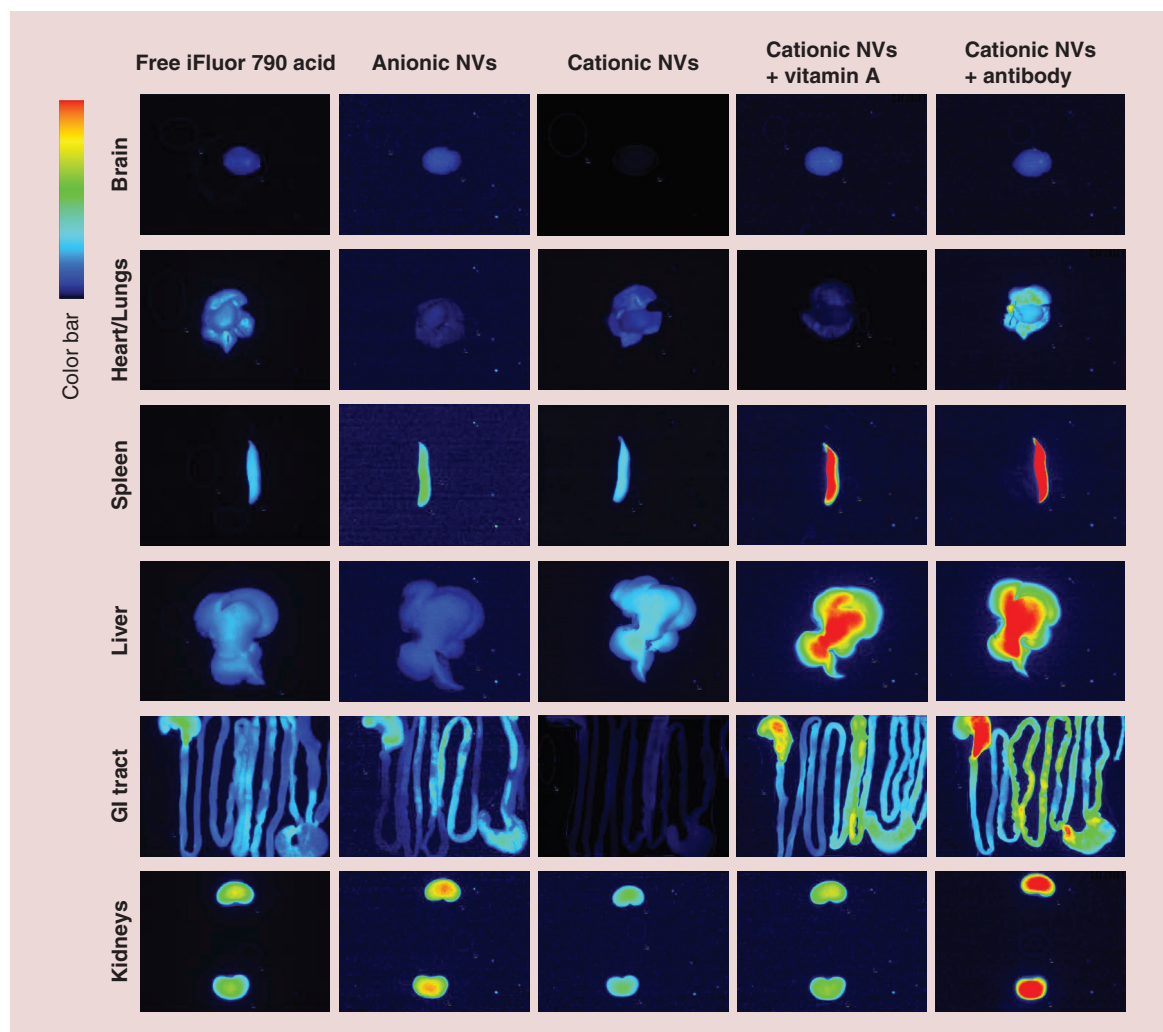 Free iFluor 790 acid
Anionic NVs
Cationic NVs
Cationic NVs
+ vitamin A
Cationic NVs
+ antibody
Color bar
Brain
Heart/Lungs
Spleen
Liver
GI tract
Kidneys